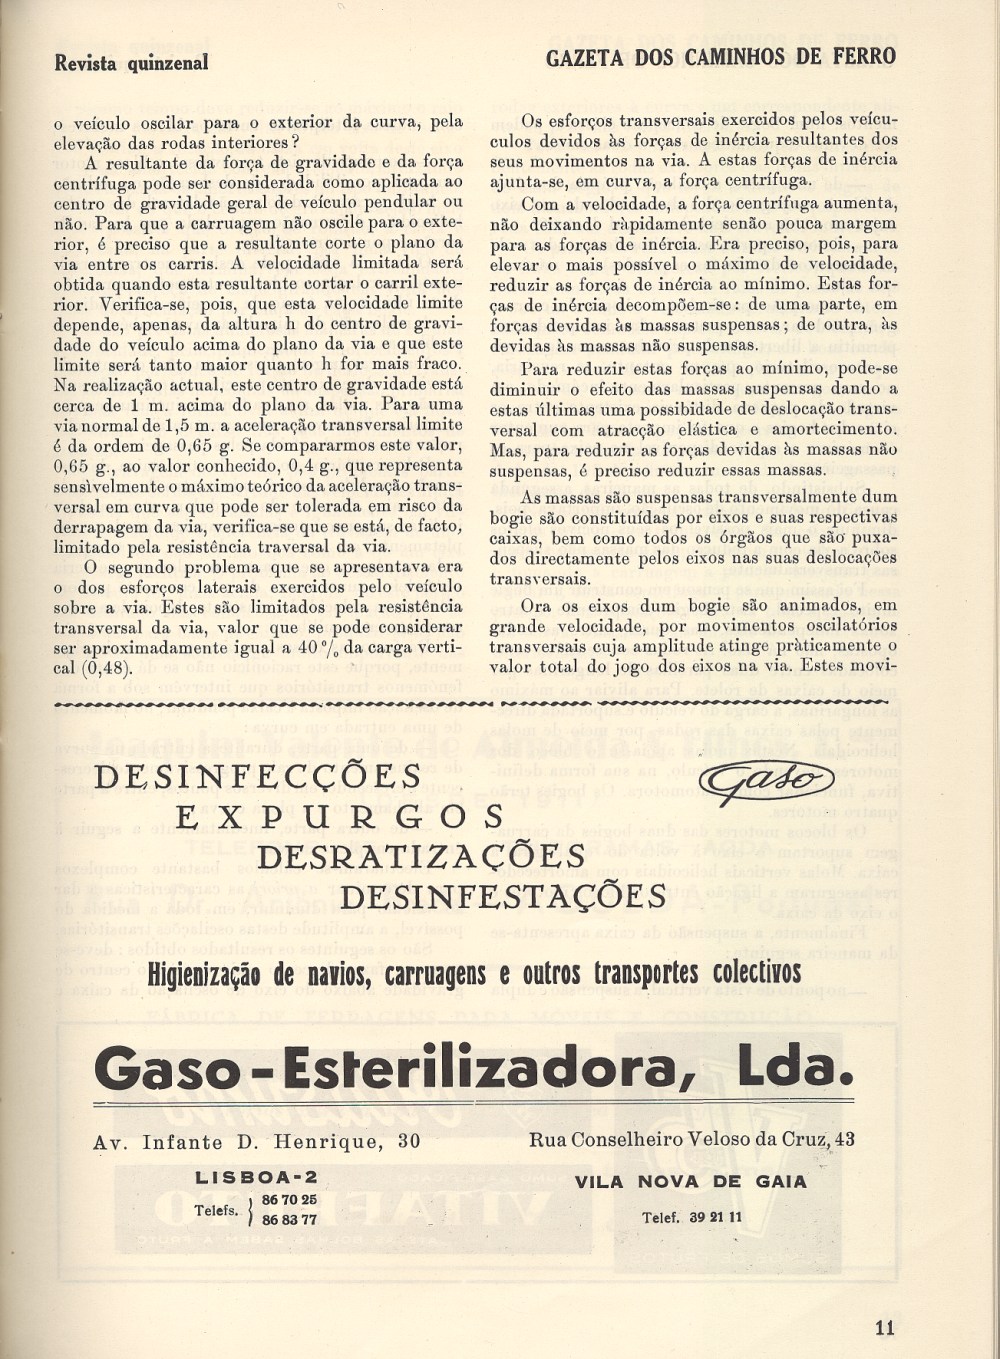 Revista quinzenal
GAZETA DOS CAMINHOS DE FERRO
o veículo oscilar para o exterior da curva, pela
elevação das rodas interiores?
A resultante da força de gravidade e da força
centrífuga pode ser considerada como aplicada ao
centro de gravidade geral de veículo pendular ou
não. Para que a carruagem não oscile para o exte-
rior, é preciso que a resultante corte o plano da
via entre os carris. A velocidade limitada será
obtida quando esta resultante cortar o carril exte-
rior. Verifica-se, pois, que esta velocidade limite
depende, apenas, da altura h do centro de gravi-
dade do veículo acima do plano da via e que este
limite será tanto maior quanto h for mais fraco.
Na realização actual, este centro de gravidade está
cerca de 1 m. acima do plano da via. Para uma
via normal de 1,5 m. a aceleração transversal limite
é da ordem de 0,65 g. Se compararmos este valor,
0,65 g., ao valor conhecido, 0,4 g., que representa
sensìvelmente o máximo teórico da aceleração trans-
versal em curva que pode ser tolerada em risco da
derrapagem da via, verifica-se que se está, de facto,
limitado pela resistência traversal da via.
O segundo problema que se apresentava era
o dos esforços laterais exercidos pelo veículo
sobre a via. Estes são limitados pela resistência
transversal da via, valor que se pode considerar
ser aproximadamente igual a 40 % da carga verti-
cal (0,48).
Os esforços transversais exercidos pelos veícu-
culos devidos às forças de inércia resultantes dos
seus movimentos na via. A estas forças de inércia
ajunta-se, em curva, a força centrífuga.
Com a velocidade, a força centrífuga aumenta,
não deixando ràpidamente senão pouca margem
para as forças de inércia. Era preciso, pois, para
elevar o mais possível o máximo de velocidade,
reduzir as forças de inércia ao mínimo. Estas for-
ças de inércia decompõem-se: de uma parte, em
forças devidas às massas suspensas; de outra, às
devidas às massas não suspensas.
Para reduzir estas forças ao mínimo, pode-se
diminuir o efeito das massas suspensas dando a
estas últimas uma possibidade de deslocação trans-
versal com atracção elástica e amortecimento.
Mas, para reduzir as forças devidas às massas não
suspensas, é preciso reduzir essas massas.
As massas são suspensas transversalmente dum
bogie são constituídas por eixos e suas respectivas
caixas, bem como todos os órgãos que são puxa-
dos directamente pelos eixos nas suas deslocações
transversais.
Ora os eixos dum bogie são animados, em
grande velocidade, por movimentos oscilatórios
transversais cuja amplitude atinge pràticamente o
valor total do jogo dos eixos na via. Estes movi-
DESINFECÇÕES
EXPURGOS
DESRATIZAÇÕES
DESINFESTAÇÕES
Gaso
Higienização de navios, carruagens e outros transportes colectivos
Gaso-Esterilizadora, Lda.
Av. Infante D. Henrique, 30
LISBOA-2
Telefs. } 86 70 25
86 83 77
Rua Conselheiro Veloso da Cruz, 43
VILA NOVA DE GAIA
Telef. 39 21 11
11